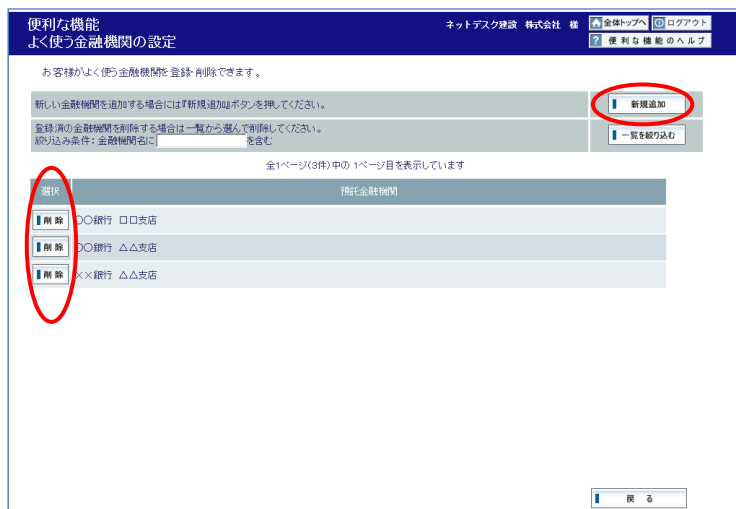 便利な機能
よく使う金融機関の設定
ネットデスク建設 株式会社 様
全体トップへ ログアウト
? 便利な機能のヘルプ
お客様がよく使う金融機関を登録・削除できます。
新しい金融機関を追加する場合には『新規追加』ボタンを押してください。
新規追加
登録済の金融機関を削除する場合は一覧から選んで削除してください。
絞り込み条件：金融機関名に を含む
一覧を絞り込む
全1ページ(3件)中の 1ページ目を表示しています
選択 預託金融機関
削除 〇〇銀行 口口支店
削除 〇〇銀行 △△支店
削除 ××銀行 △△支店
戻る